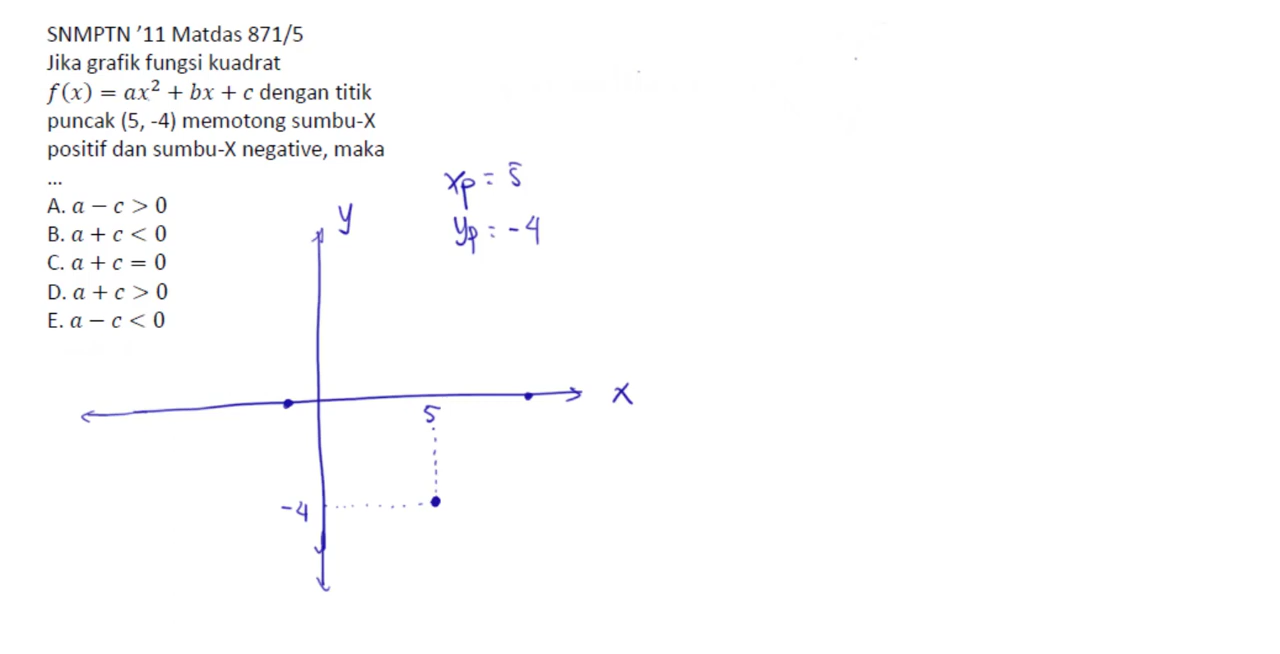 SNMPTN ’11 Matdas 871/5
Jika grafik fungsi kuadrat
f(x) = ax² + bx + c dengan titik
puncak (5, -4) memotong sumbu-X
positif dan sumbu-X negative, maka
...
A. a − c > 0
B. a + c < 0
C. a + c = 0
D. a + c > 0
E. a − c < 0
xp = 5
yp = -4
y
x
5
-4